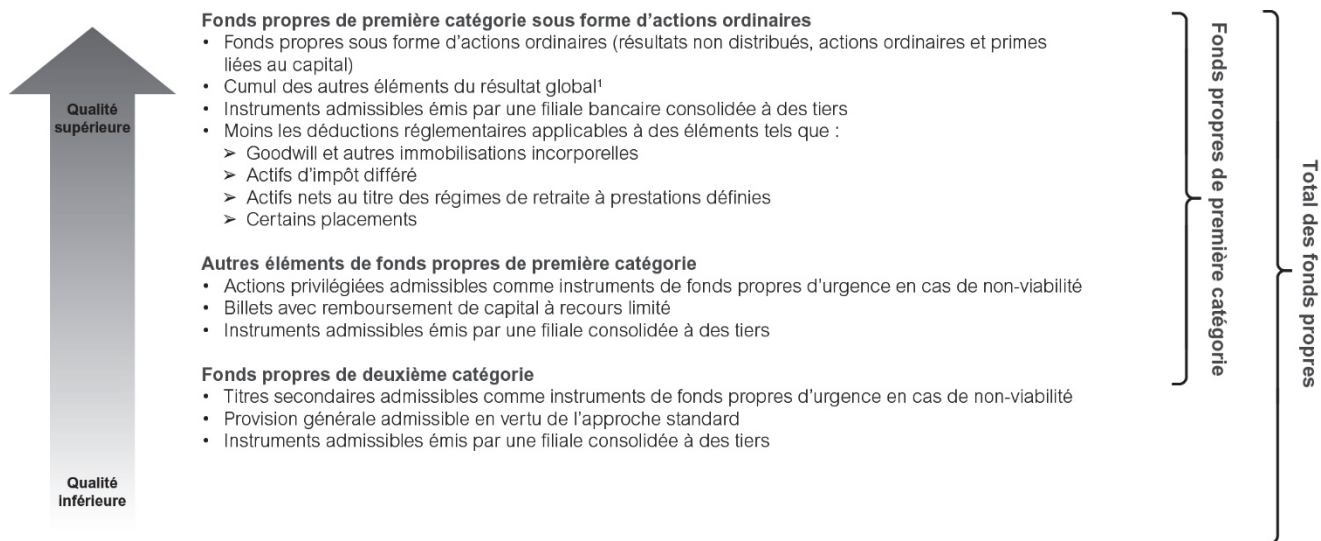 Fonds propres de première catégorie sous forme d’actions ordinaires
• Fonds propres sous forme d’actions ordinaires (résultats non distribués, actions ordinaires et primes
liées au capital)
• Cumul des autres éléments du résultat global¹
• Instruments admissibles émis par une filiale bancaire consolidée à des tiers
• Moins les déductions réglementaires applicables à des éléments tels que :
➢ Goodwill et autres immobilisations incorporelles
➢ Actifs d’impôt différé
➢ Actifs nets au titre des régimes de retraite à prestations définies
➢ Certains placements
Autres éléments de fonds propres de première catégorie
• Actions privilégiées admissibles comme instruments de fonds propres d’urgence en cas de non-viabilité
• Billets avec remboursement de capital à recours limité
• Instruments admissibles émis par une filiale consolidée à des tiers
Fonds propres de deuxième catégorie
• Titres secondaires admissibles comme instruments de fonds propres d’urgence en cas de non-viabilité
• Provision générale admissible en vertu de l’approche standard
• Instruments admissibles émis par une filiale consolidée à des tiers
Qualité
supérieure
Qualité
inférieure
Fonds propres de première catégorie
Total des fonds propres